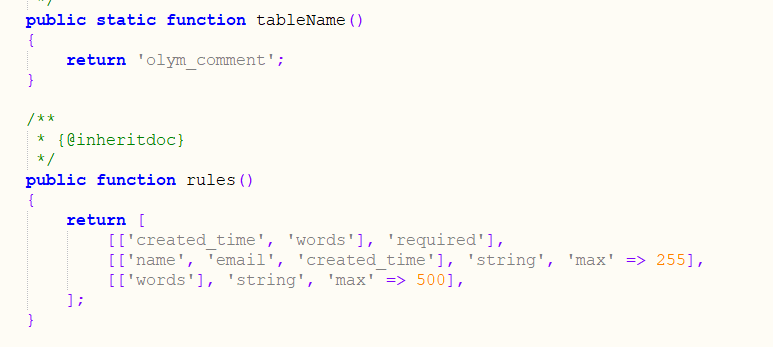 */
public static function tableName()
{
    return 'olym_comment';
}

/**
 * {@inheritdoc}
 */
public function rules()
{
    return [
        [['created_time', 'words'], 'required'],
        [['name', 'email', 'created_time'], 'string', 'max' => 255],
        [['words'], 'string', 'max' => 500],
    ];
}